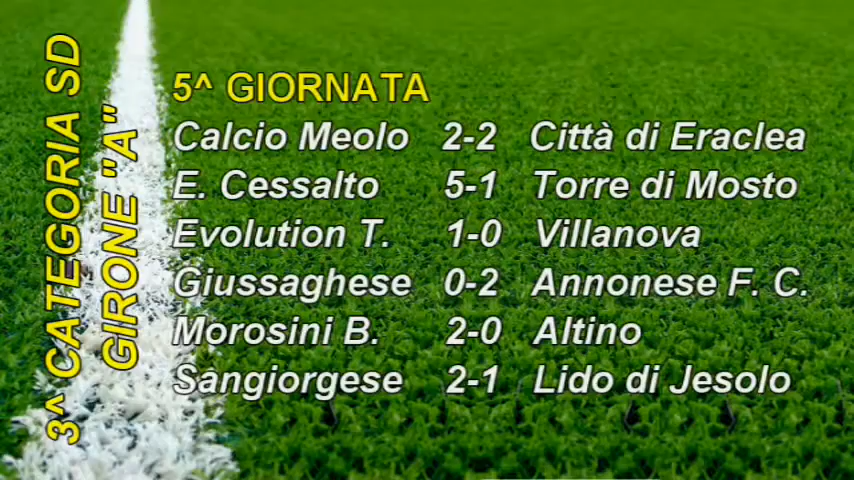 3^ CATEGORIA SD
GIRONE "A"
5^ GIORNATA
Calcio Meolo 2-2 Città di Eraclea
E. Cessalto 5-1 Torre di Mosto
Evolution T. 1-0 Villanova
Giussaghese 0-2 Annonese F. C.
Morosini B. 2-0 Altino
Sangiorgese 2-1 Lido di Jesolo